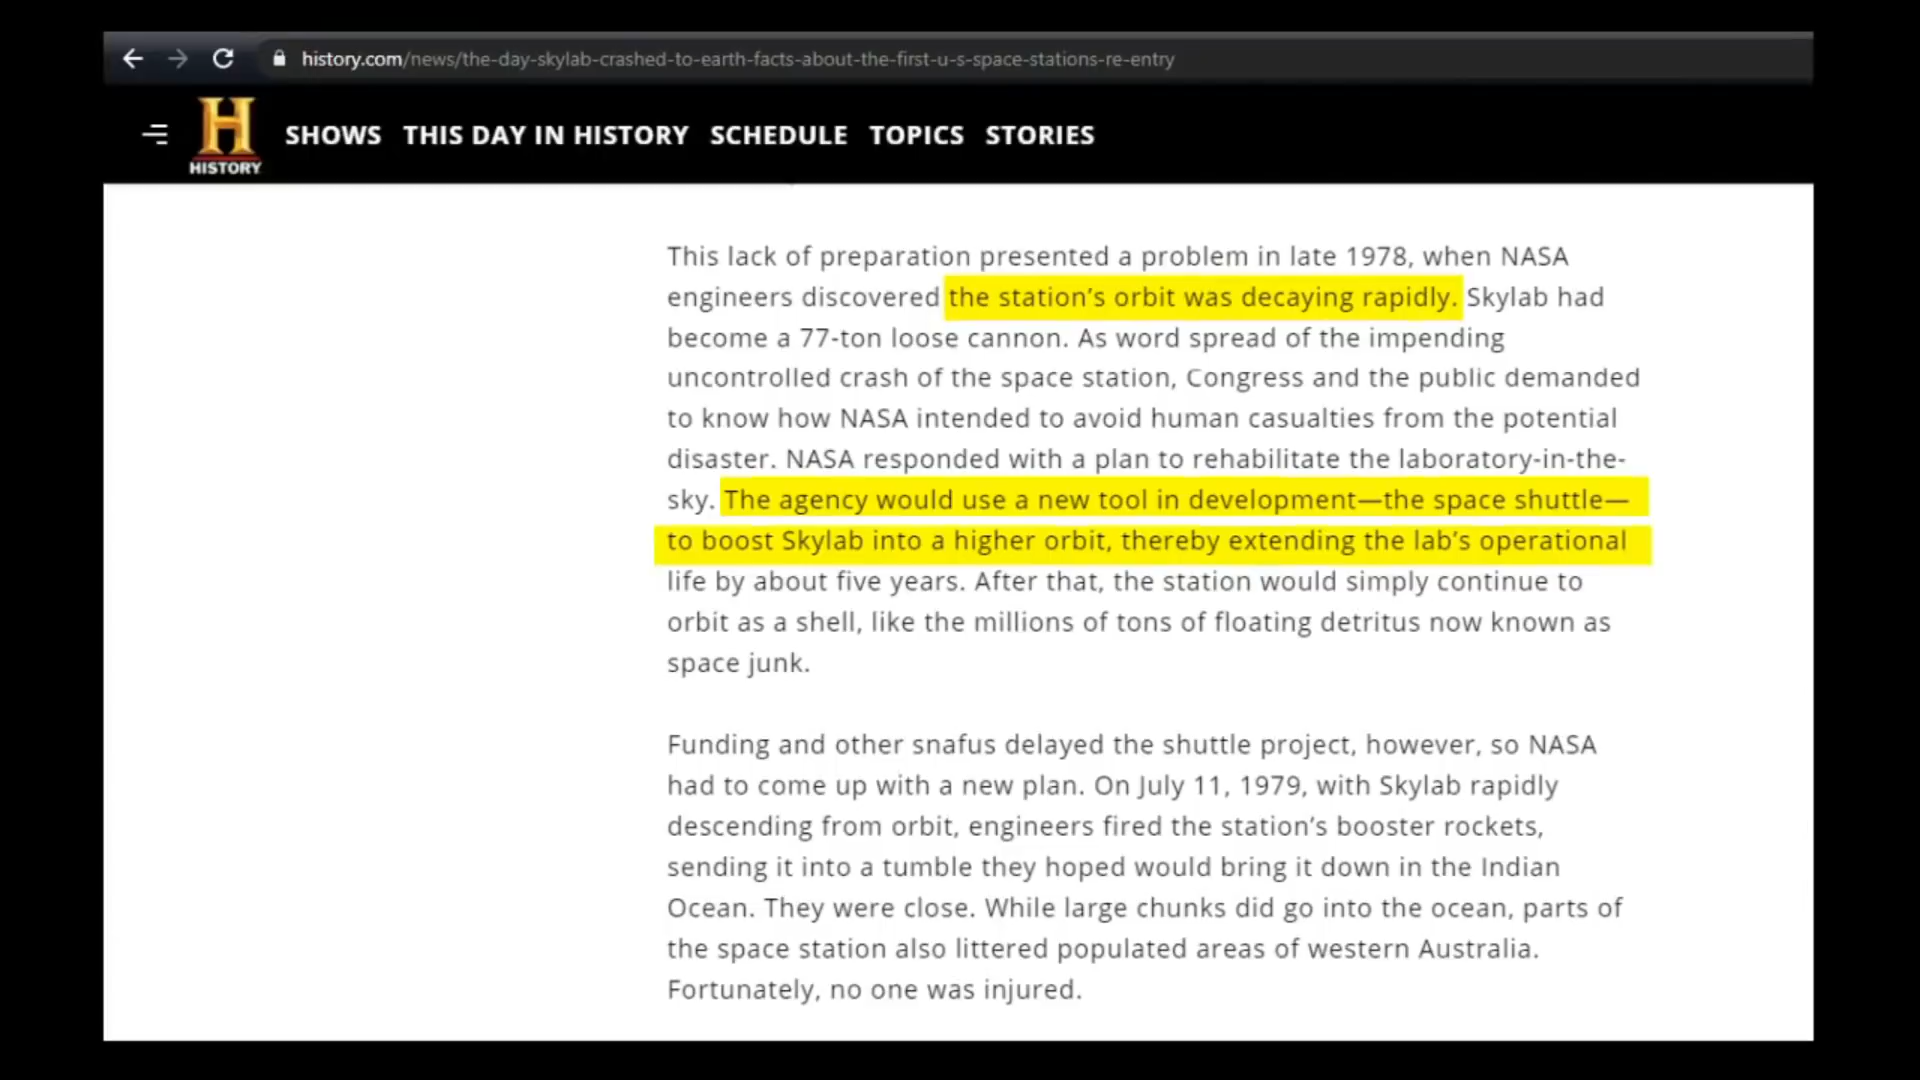 history.com/news/the-day-skylab-crashed-to-earth-facts-about-the-first-u-s-space-stations-re-entry
H
HISTORY
SHOWS THIS DAY IN HISTORY SCHEDULE TOPICS STORIES
This lack of preparation presented a problem in late 1978, when NASA
engineers discovered the station’s orbit was decaying rapidly. Skylab had
become a 77-ton loose cannon. As word spread of the impending
uncontrolled crash of the space station, Congress and the public demanded
to know how NASA intended to avoid human casualties from the potential
disaster. NASA responded with a plan to rehabilitate the laboratory-in-the-
sky. The agency would use a new tool in development—the space shuttle—
to boost Skylab into a higher orbit, thereby extending the lab’s operational
life by about five years. After that, the station would simply continue to
orbit as a shell, like the millions of tons of floating detritus now known as
space junk.
Funding and other snafus delayed the shuttle project, however, so NASA
had to come up with a new plan. On July 11, 1979, with Skylab rapidly
descending from orbit, engineers fired the station’s booster rockets,
sending it into a tumble they hoped would bring it down in the Indian
Ocean. They were close. While large chunks did go into the ocean, parts of
the space station also littered populated areas of western Australia.
Fortunately, no one was injured.